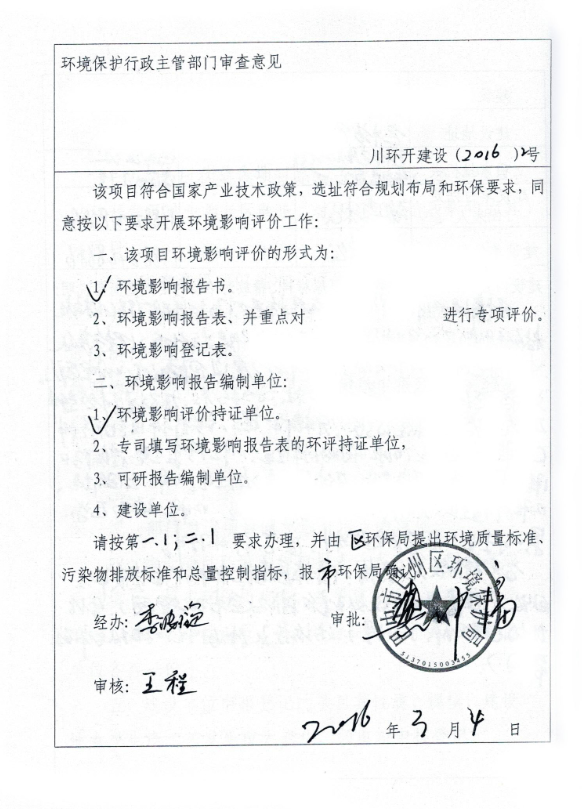 环境保护行政主管部门审查意见
川环开建设（2016）2号
该项目符合国家产业技术政策，选址符合规划布局和环保要求，同
意按以下要求开展环境影响评价工作：
一、该项目环境影响评价的形式为：
1、环境影响报告书。
2、环境影响报告表、并重点对 进行专项评价。
3、环境影响登记表。
二、环境影响报告编制单位：
1、环境影响评价持证单位。
2、专司填写环境影响报告表的环评持证单位，
3、可研报告编制单位。
4、建设单位。
请按第一.1；二.1 要求办理，并由 区环保局提出环境质量标准、
污染物排放标准和总量控制指标，报市环保局
经办： 审批：
州区环境保护局
5137015003455
审核：王程
2016 年 3 月 4 日